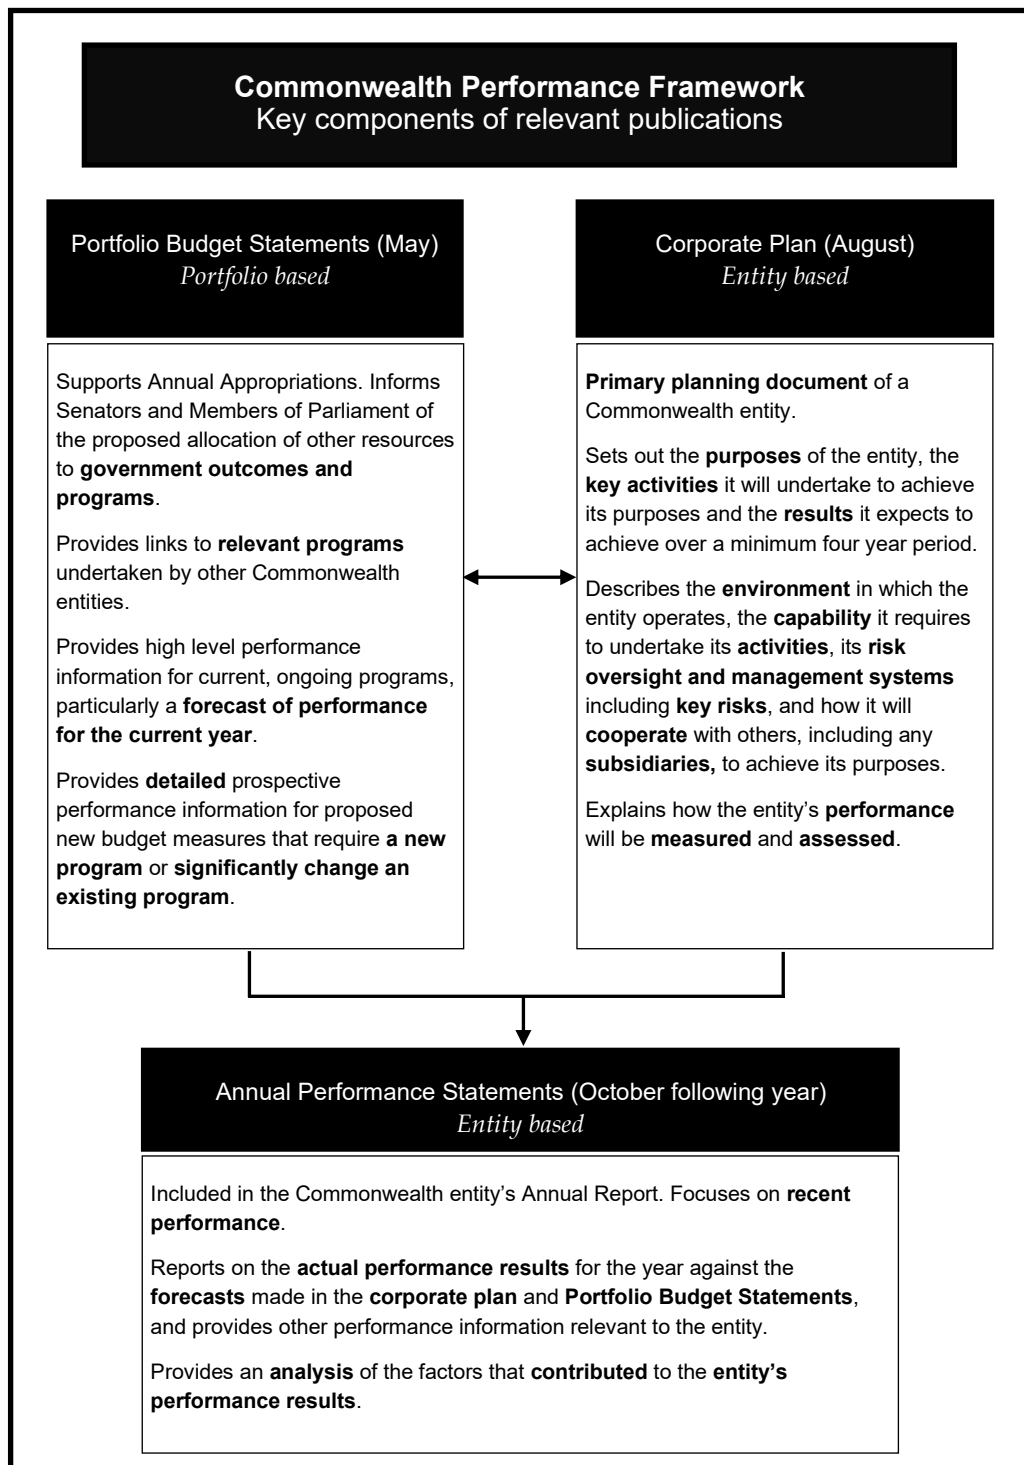 Commonwealth Performance Framework
Key components of relevant publications
Portfolio Budget Statements (May)
Portfolio based
Supports Annual Appropriations. Informs
Senators and Members of Parliament of
the proposed allocation of other resources
to government outcomes and
programs.
Provides links to relevant programs
undertaken by other Commonwealth
entities.
Provides high level performance
information for current, ongoing programs,
particularly a forecast of performance
for the current year.
Provides detailed prospective
performance information for proposed
new budget measures that require a new
program or significantly change an
existing program.
Corporate Plan (August)
Entity based
Primary planning document of a
Commonwealth entity.
Sets out the purposes of the entity, the
key activities it will undertake to achieve
its purposes and the results it expects to
achieve over a minimum four year period.
Describes the environment in which the
entity operates, the capability it requires
to undertake its activities, its risk
oversight and management systems
including key risks, and how it will
cooperate with others, including any
subsidiaries, to achieve its purposes.
Explains how the entity’s performance
will be measured and assessed.
Annual Performance Statements (October following year)
Entity based
Included in the Commonwealth entity’s Annual Report. Focuses on recent
performance.
Reports on the actual performance results for the year against the
forecasts made in the corporate plan and Portfolio Budget Statements,
and provides other performance information relevant to the entity.
Provides an analysis of the factors that contributed to the entity’s
performance results.